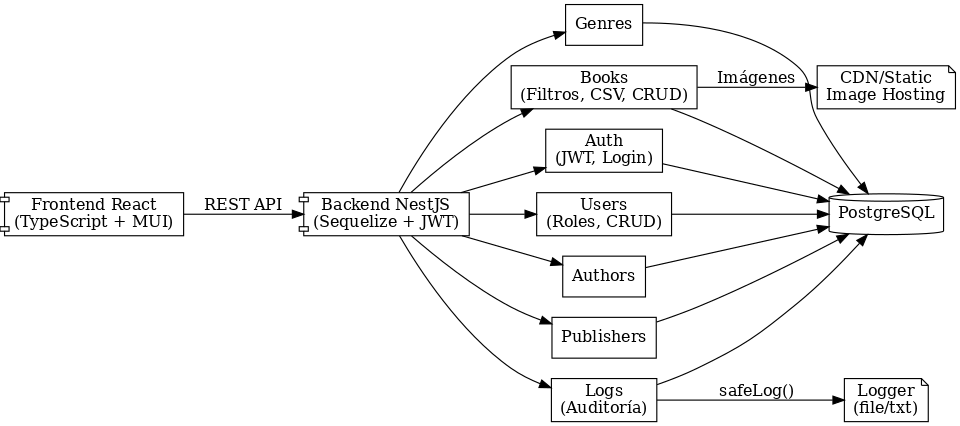 Frontend React
(TypeScript + MUI)
REST API
Backend NestJS
(Sequelize + JWT)
Genres
Books
(Filtros, CSV, CRUD)
Imágenes
CDN/Static
Image Hosting
Auth
(JWT, Login)
Users
(Roles, CRUD)
PostgreSQL
Authors
Publishers
Logs
(Auditoría)
safeLog()
Logger
(file/txt)